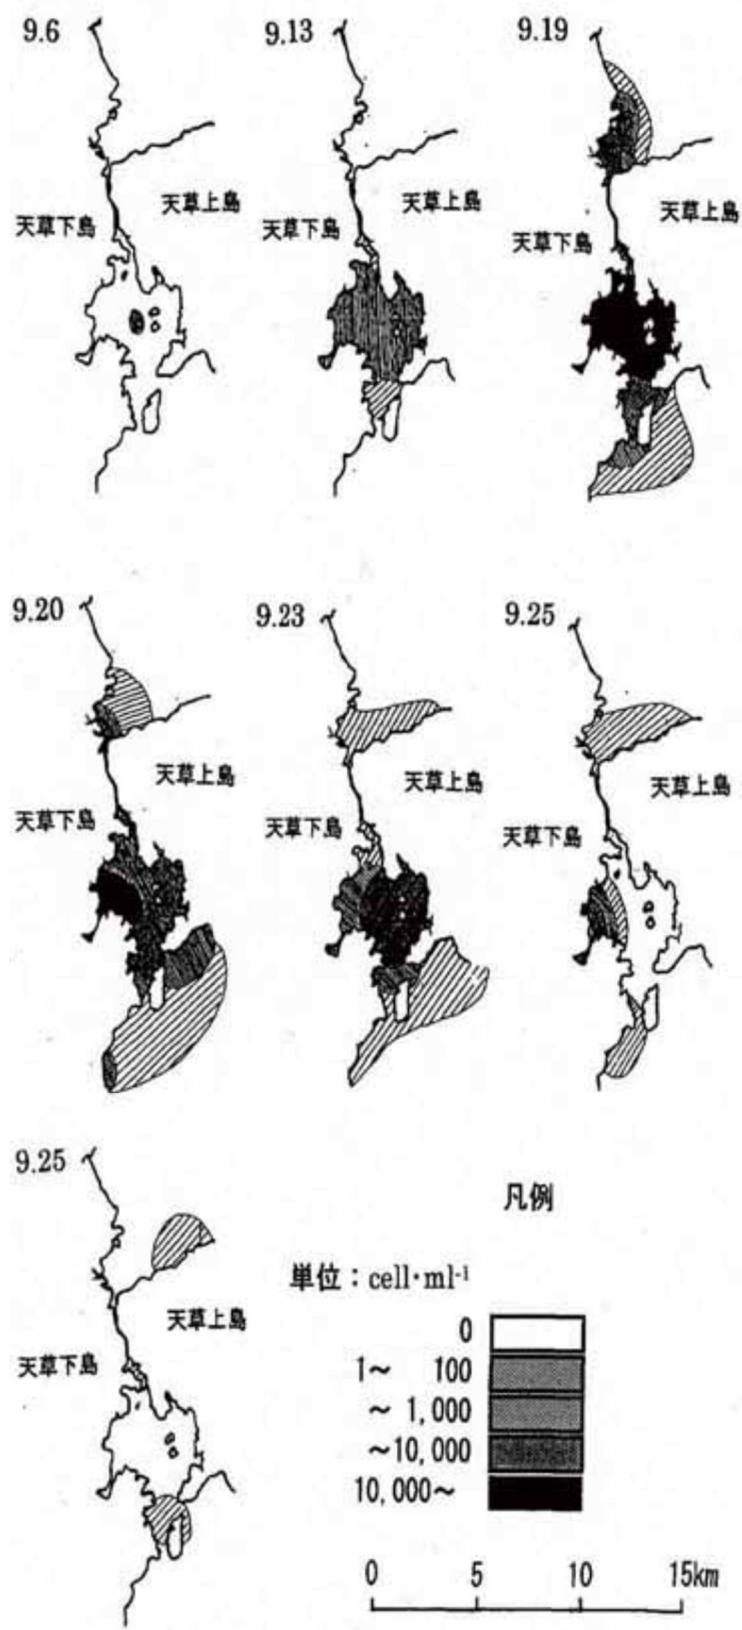 9.6
天草下島
天草上島
9.13
天草下島
天草上島
9.19
天草下島
天草上島
9.20
天草下島
天草上島
9.23
天草下島
天草上島
9.25
天草下島
天草上島
9.25
天草下島
天草上島
凡例
単位：cell･ml⁻¹
0
1～ 100
～ 1,000
～10,000
10,000～
0 5 10 15km